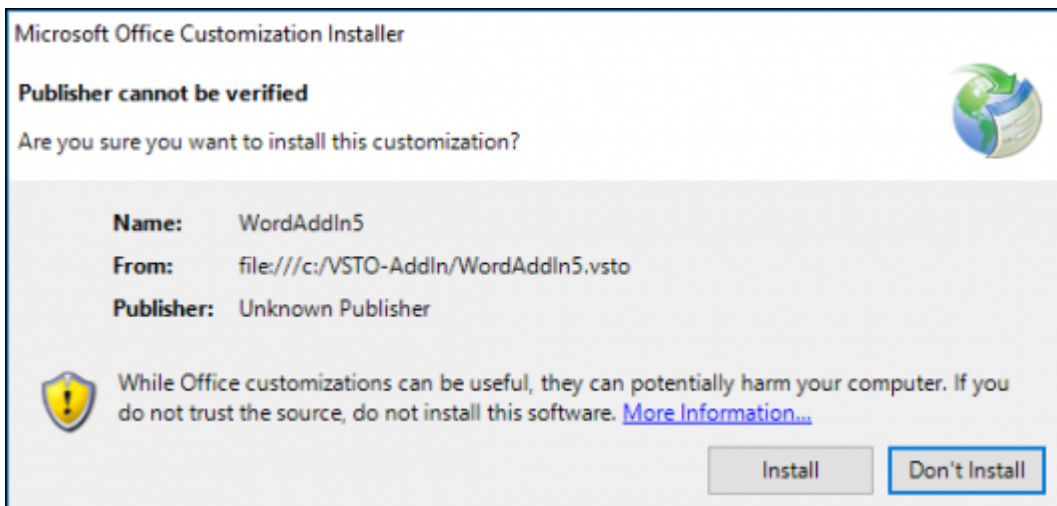 Microsoft Office Customization Installer
Publisher cannot be verified
Are you sure you want to install this customization?
Name: WordAddIn5
From: file:///c:/VSTO-AddIn/WordAddIn5.vsto
Publisher: Unknown Publisher
While Office customizations can be useful, they can potentially harm your computer. If you
do not trust the source, do not install this software. More Information...
Install Don't Install